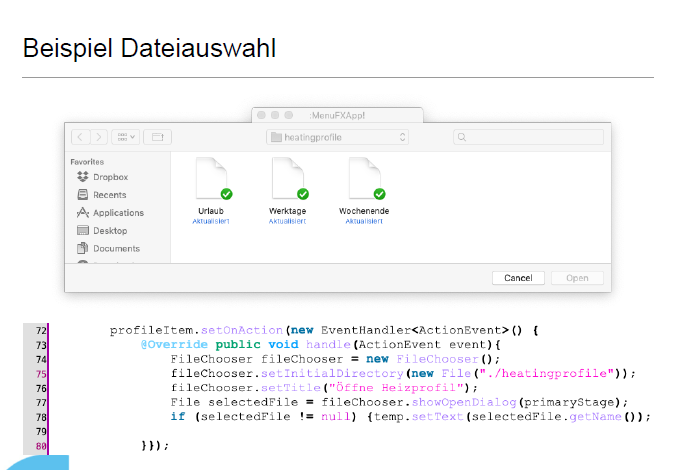 Beispiel Dateiauswahl
:MenuFXApp!
heatingprofile
Favorites
Dropbox
Recents
Applications
Desktop
Documents
Urlaub
Aktualisiert
Werktage
Aktualisiert
Wochenende
Aktualisiert
Cancel
Open
72 profileItem.setOnAction(new EventHandler<ActionEvent>() {
73 @Override public void handle(ActionEvent event){
74 FileChooser fileChooser = new FileChooser();
75 fileChooser.setInitialDirectory(new File("./heatingprofile"));
76 fileChooser.setTitle("Öffne Heizprofil");
77 File selectedFile = fileChooser.showOpenDialog(primaryStage);
78 if (selectedFile != null) {temp.setText(selectedFile.getName());
79
80 }});